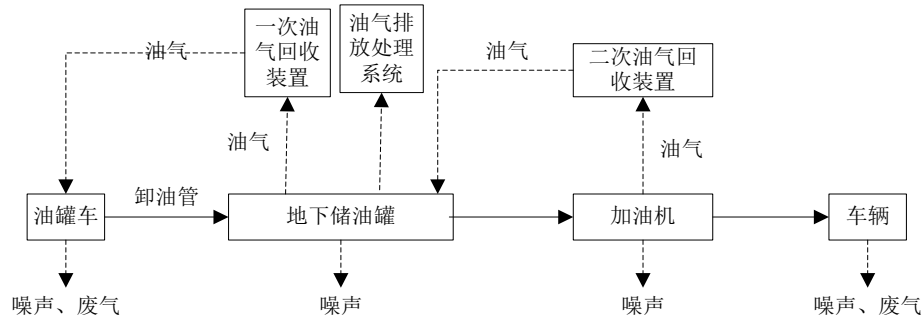 一次油
气回收
装置
油气排
放处理
系统
油气
油气
二次油气回
收装置
油气
油气
卸油管
油罐车
地下储油罐
加油机
车辆
噪声、废气
噪声
噪声
噪声、废气